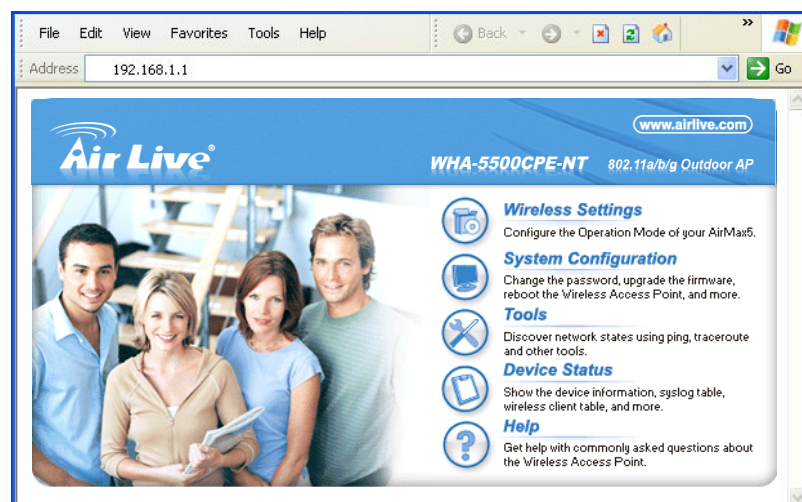 File Edit View Favorites Tools Help Back »
Address 192.168.1.1 Go
www.airlive.com
Air Live®
WHA-5500CPE-NT 802.11a/b/g Outdoor AP
Wireless Settings
Configure the Operation Mode of your AirMax5.
System Configuration
Change the password, upgrade the firmware,
reboot the Wireless Access Point, and more.
Tools
Discover network states using ping, traceroute
and other tools.
Device Status
Show the device information, syslog table,
wireless client table, and more.
Help
Get help with commonly asked questions about
the Wireless Access Point.